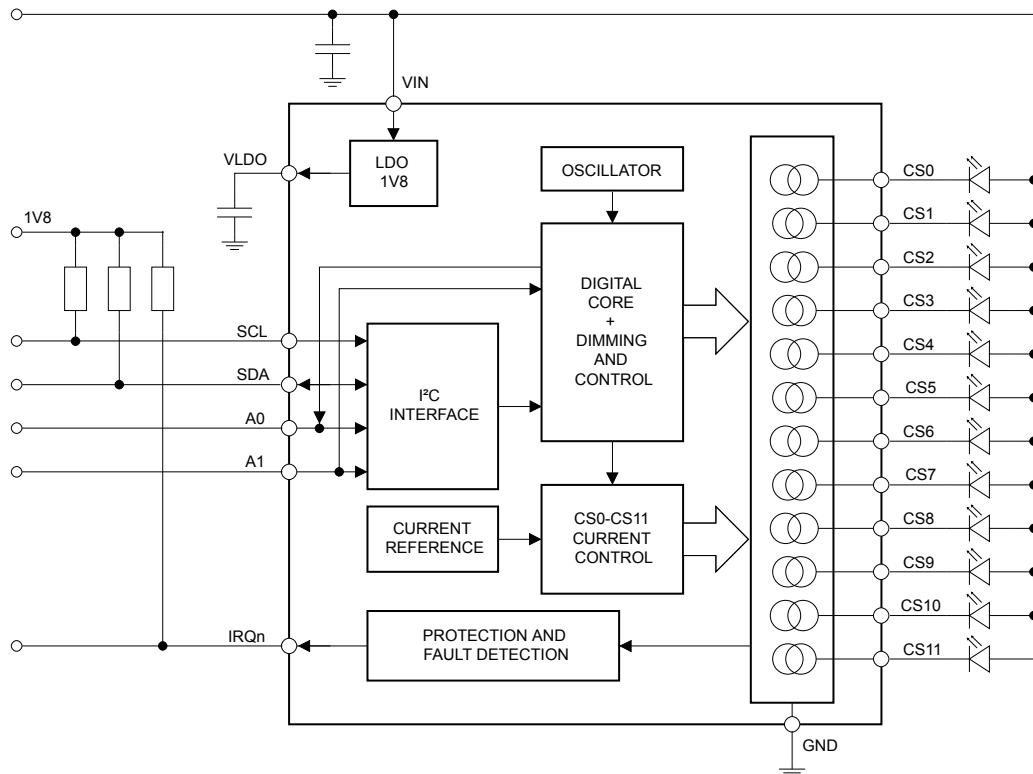 VIN
VLDO
LDO
1V8
OSCILLATOR
CS0
1V8
CS1
CS2
DIGITAL
CORE
+
DIMMING
AND
CONTROL
CS3
SCL
CS4
SDA
I²C
INTERFACE
CS5
A0
CS6
A1
CS7
CURRENT
REFERENCE
CS0-CS11
CURRENT
CONTROL
CS8
CS9
CS10
IRQn
PROTECTION AND
FAULT DETECTION
CS11
GND